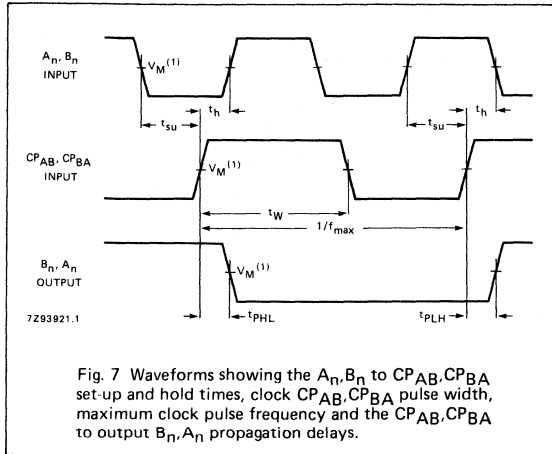 An, Bn
INPUT
VM(1)
tsu
th
tsu
th
CPAB, CPBA
INPUT
VM(1)
tW
1/fmax
Bn, An
OUTPUT
VM(1)
7Z93921.1
tPHL
tPLH
Fig. 7 Waveforms showing the An,Bn to CPAB,CPBA
set-up and hold times, clock CPAB,CPBA pulse width,
maximum clock pulse frequency and the CPAB,CPBA
to output Bn,An propagation delays.